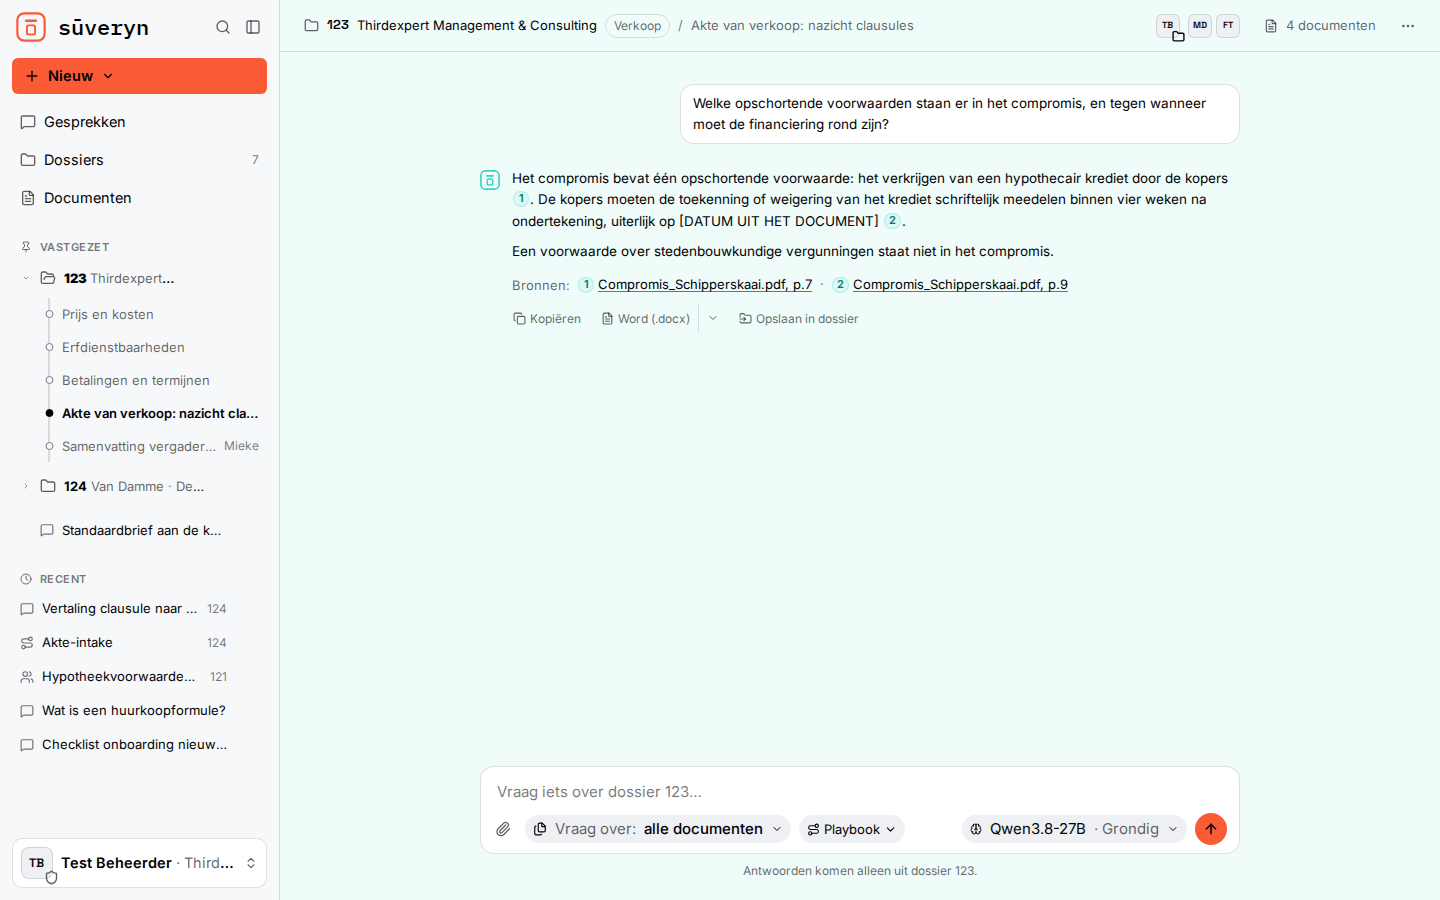 sūveryn
Nieuw
Gesprekken
Dossiers 7
Documenten
VASTGEZET
123 Thirdexpert...
Prijs en kosten
Erfdienstbaarheden
Betalingen en termijnen
Akte van verkoop: nazicht cla...
Samenvatting vergader... Mieke
124 Van Damme · De...
Standaardbrief aan de k...
RECENT
Vertaling clausule naar ... 124
Akte-intake 124
Hypotheekvoorwaarde... 121
Wat is een huurkoopformule?
Checklist onboarding nieuw...
TB Test Beheerder · Third...
123 Thirdexpert Management & Consulting Verkoop / Akte van verkoop: nazicht clausules
TB MD FT 4 documenten
Welke opschortende voorwaarden staan er in het compromis, en tegen wanneer
moet de financiering rond zijn?
Het compromis bevat één opschortende voorwaarde: het verkrijgen van een hypothecair krediet door de kopers
1. De kopers moeten de toekenning of weigering van het krediet schriftelijk meedelen binnen vier weken na
ondertekening, uiterlijk op [DATUM UIT HET DOCUMENT] 2.
Een voorwaarde over stedenbouwkundige vergunningen staat niet in het compromis.
Bronnen: 1 Compromis_Schipperskaai.pdf, p.7 · 2 Compromis_Schipperskaai.pdf, p.9
Kopiëren Word (.docx) Opslaan in dossier
Vraag iets over dossier 123...
Vraag over: alle documenten Playbook Qwen3.8-27B · Grondig
Antwoorden komen alleen uit dossier 123.